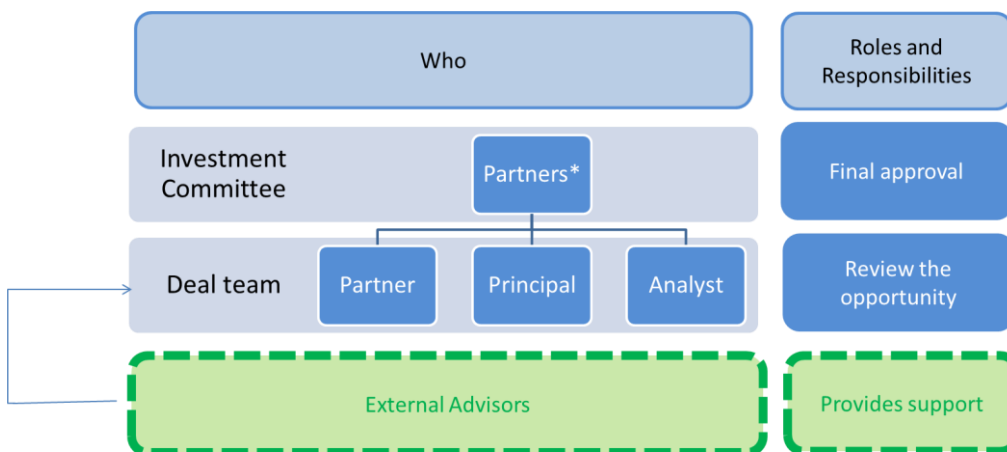 Who
Roles and
Responsibilities
Investment
Committee
Partners*
Final approval
Deal team
Partner
Principal
Analyst
Review the
opportunity
External Advisors
Provides support